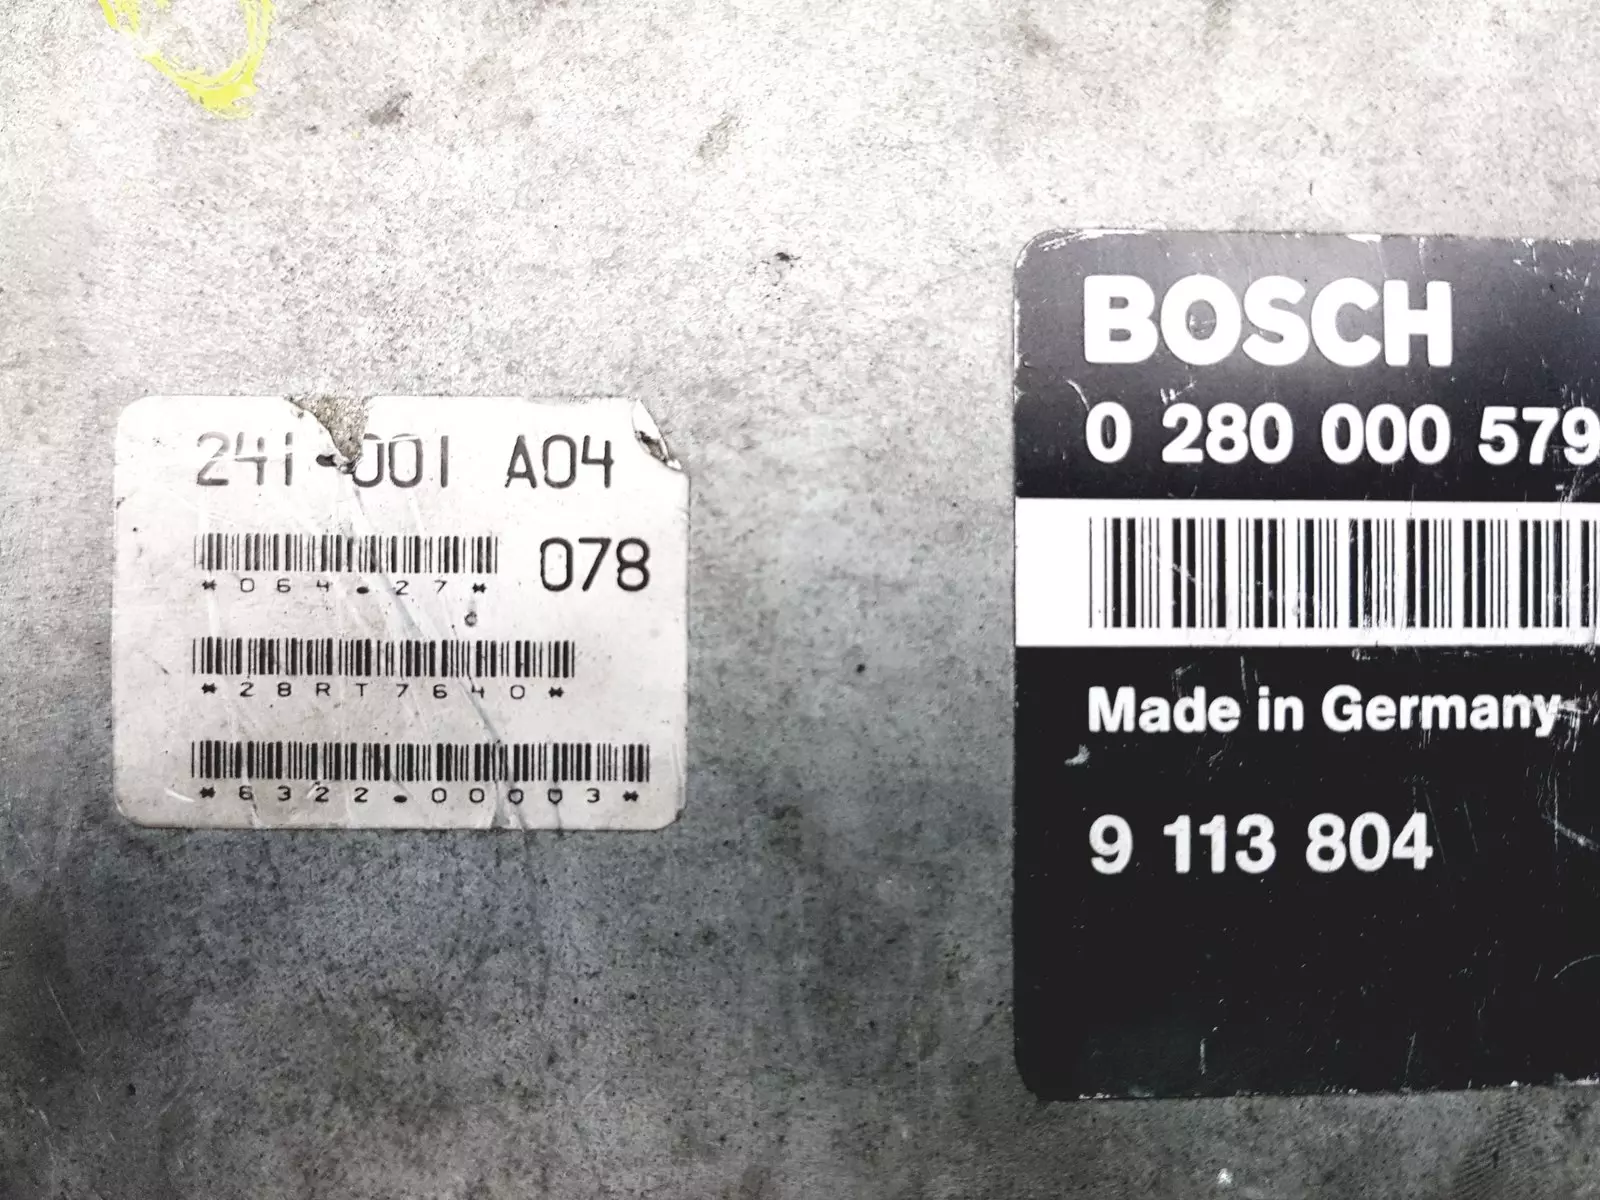 241-001 A04
078
*064.27*
*28RT7640*
*6322.00003*
BOSCH
0 280 000 579
Made in Germany
9 113 804